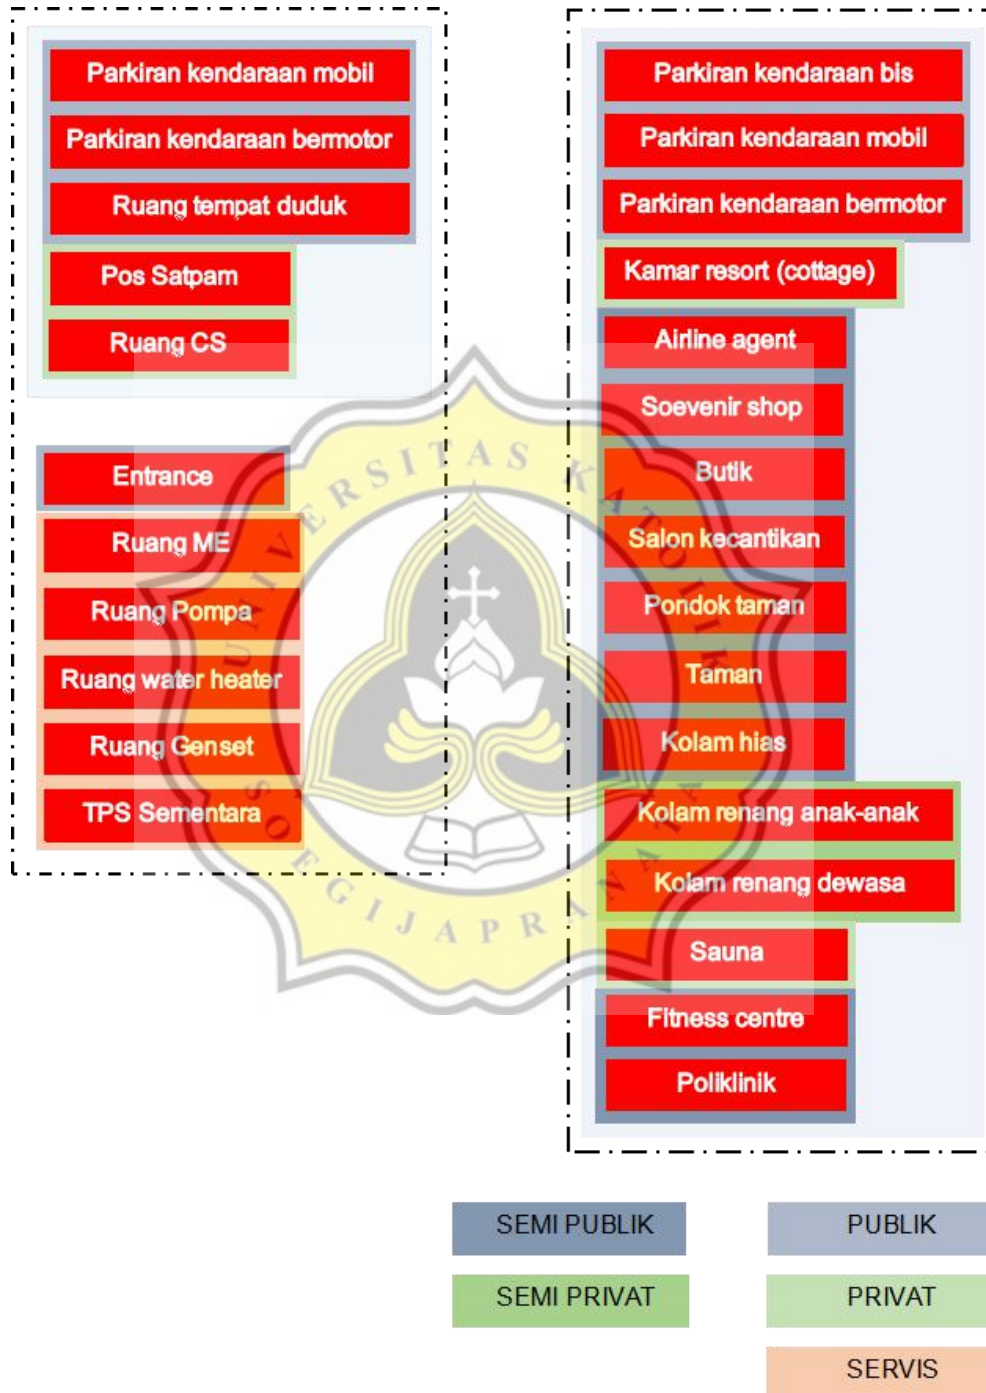 Parkiran kendaraan mobil
Parkiran kendaraan bermotor
Ruang tempat duduk
Pos Satpam
Ruang CS
Entrance
Ruang ME
Ruang Pompa
Ruang water heater
Ruang Genset
TPS Sementara
Parkiran kendaraan bis
Parkiran kendaraan mobil
Parkiran kendaraan bermotor
Kamar resort (cottage)
Airline agent
Soevenir shop
Butik
Salon kecantikan
Pondok taman
Taman
Kolam hias
Kolam renang anak-anak
Kolam renang dewasa
Sauna
Fitness centre
Poliklinik
UNIVERSITAS KATOLIK
SOEGIJAPRANATA
SEMI PUBLIK
PUBLIK
SEMI PRIVAT
PRIVAT
SERVIS